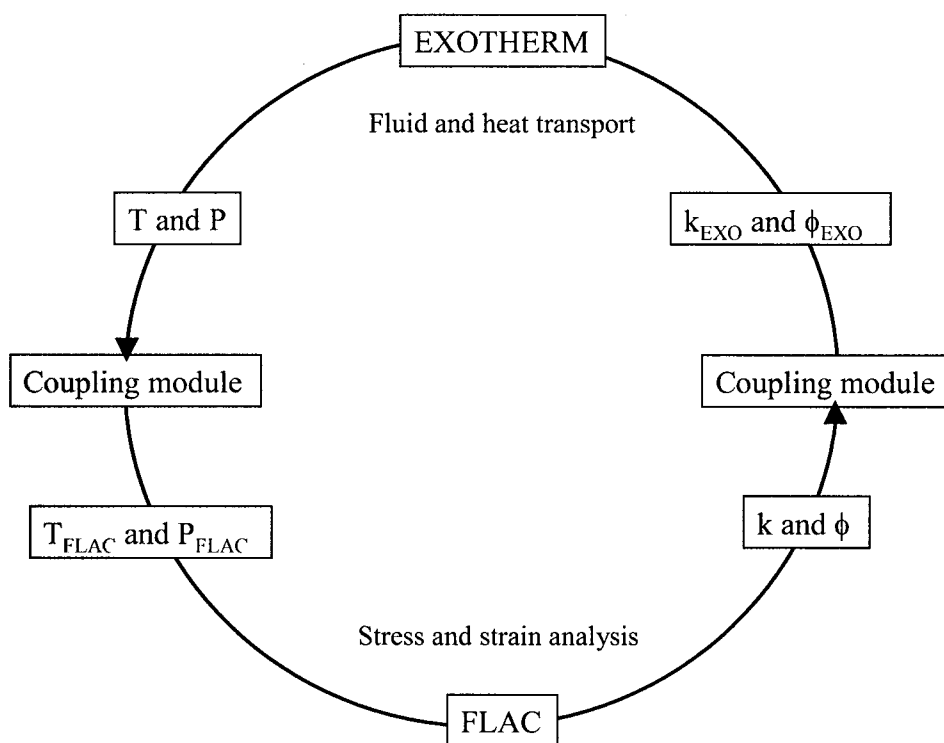 EXOTHERM
Fluid and heat transport
T and P
k_EXO and ϕ_EXO
Coupling module
Coupling module
T_FLAC and P_FLAC
k and ϕ
Stress and strain analysis
FLAC